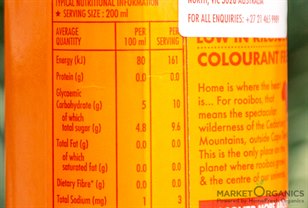 TYPICAL NUTRITIONAL INFORMATION
★ SERVING SIZE: 200 ml
AVERAGE QUANTITY PER 100 ml PER SERVING
Energy (kJ) 80 161
Protein (g) 0.0 0.0
Glycaemic
Carbohydrate (g) 5 10
of which
total sugar (g) 4.8 9.6
Total Fat (g) 0.0 0.0
of which
saturated fat (g) 0.0 0.0
Dietary Fibre* (g) 0.0 0.0
Total Sodium (mg) 1 3
NORTH, VIC 3058 AUSTRALIA
FOR ALL ENQUIRIES: +27 21
LOW IN
COLOURANT
Home is where the
is... For rooibos, that
means the spectacular
wilderness of the
Mountains, outside Cape
This is the only place
planet where rooibos
& the centre of our
MARKET ORGANICS